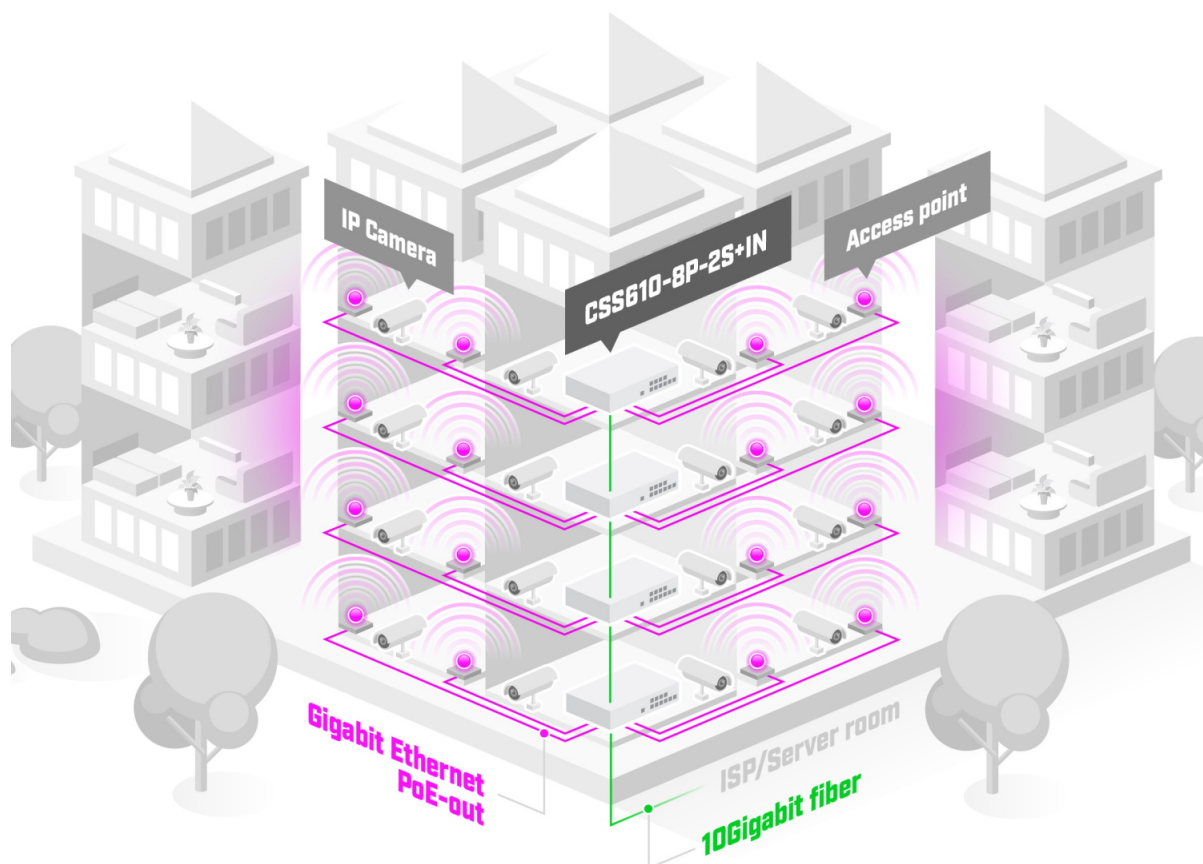 IP Camera
CSS610-8P-2S+IN
Access point
Gigabit Ethernet
PoE-out
ISP/Server room
10Gigabit fiber